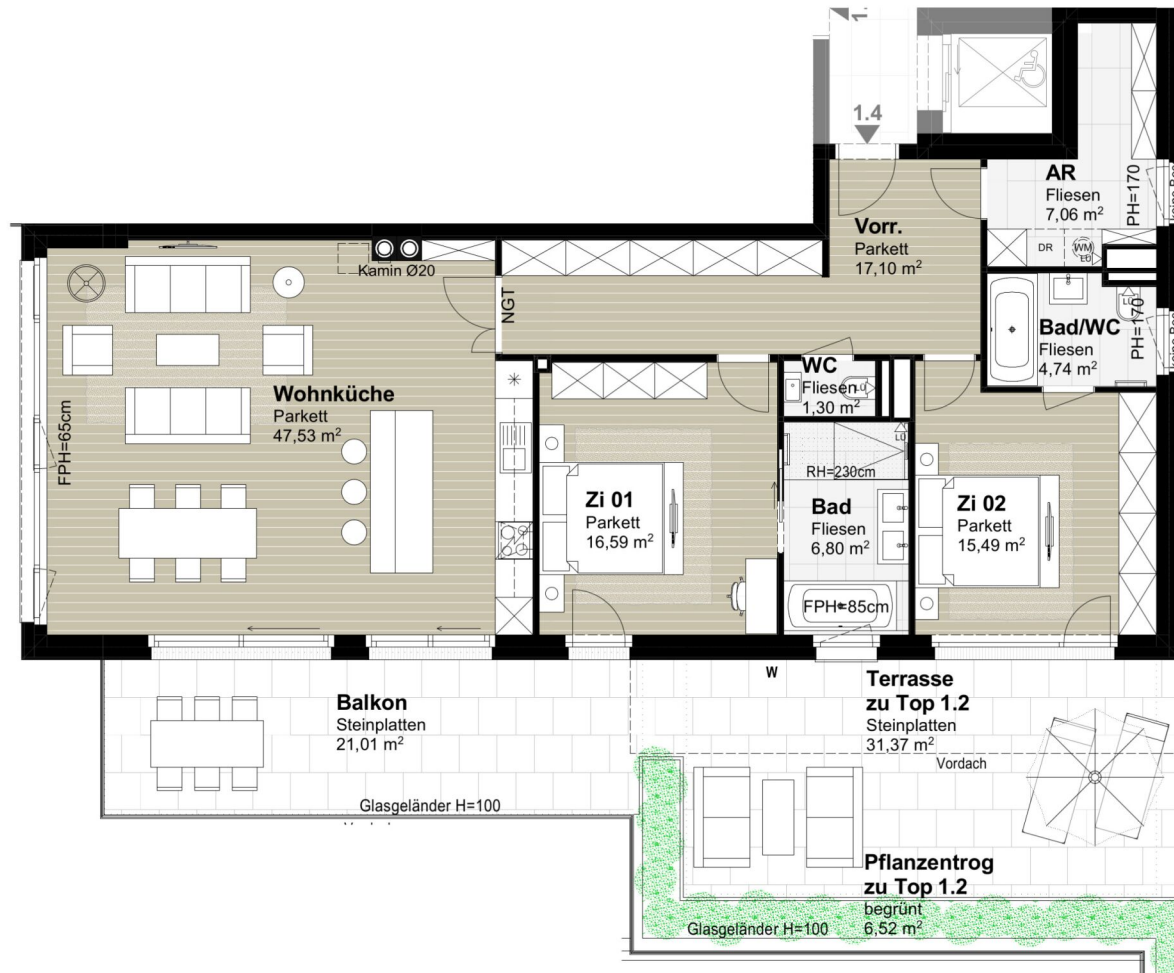 1.4
AR
Fliesen
7,06 m²
PH=170
DR
WM
LÜ
Vorr.
Parkett
17,10 m²
Kamin Ø20
NGT
Bad/WC
Fliesen
4,74 m²
PH=170
LÜ
WC
Fliesen
1,30 m²
LÜ
Wohnküche
Parkett
47,53 m²
FPH=65cm
Zi 01
Parkett
16,59 m²
RH=230cm
LÜ
Bad
Fliesen
6,80 m²
FPH=85cm
Zi 02
Parkett
15,49 m²
W
Balkon
Steinplatten
21,01 m²
Glasgeländer H=100
Terrasse
zu Top 1.2
Steinplatten
31,37 m²
Vordach
Pflanzentrog
zu Top 1.2
begrünt
6,52 m²
Glasgeländer H=100